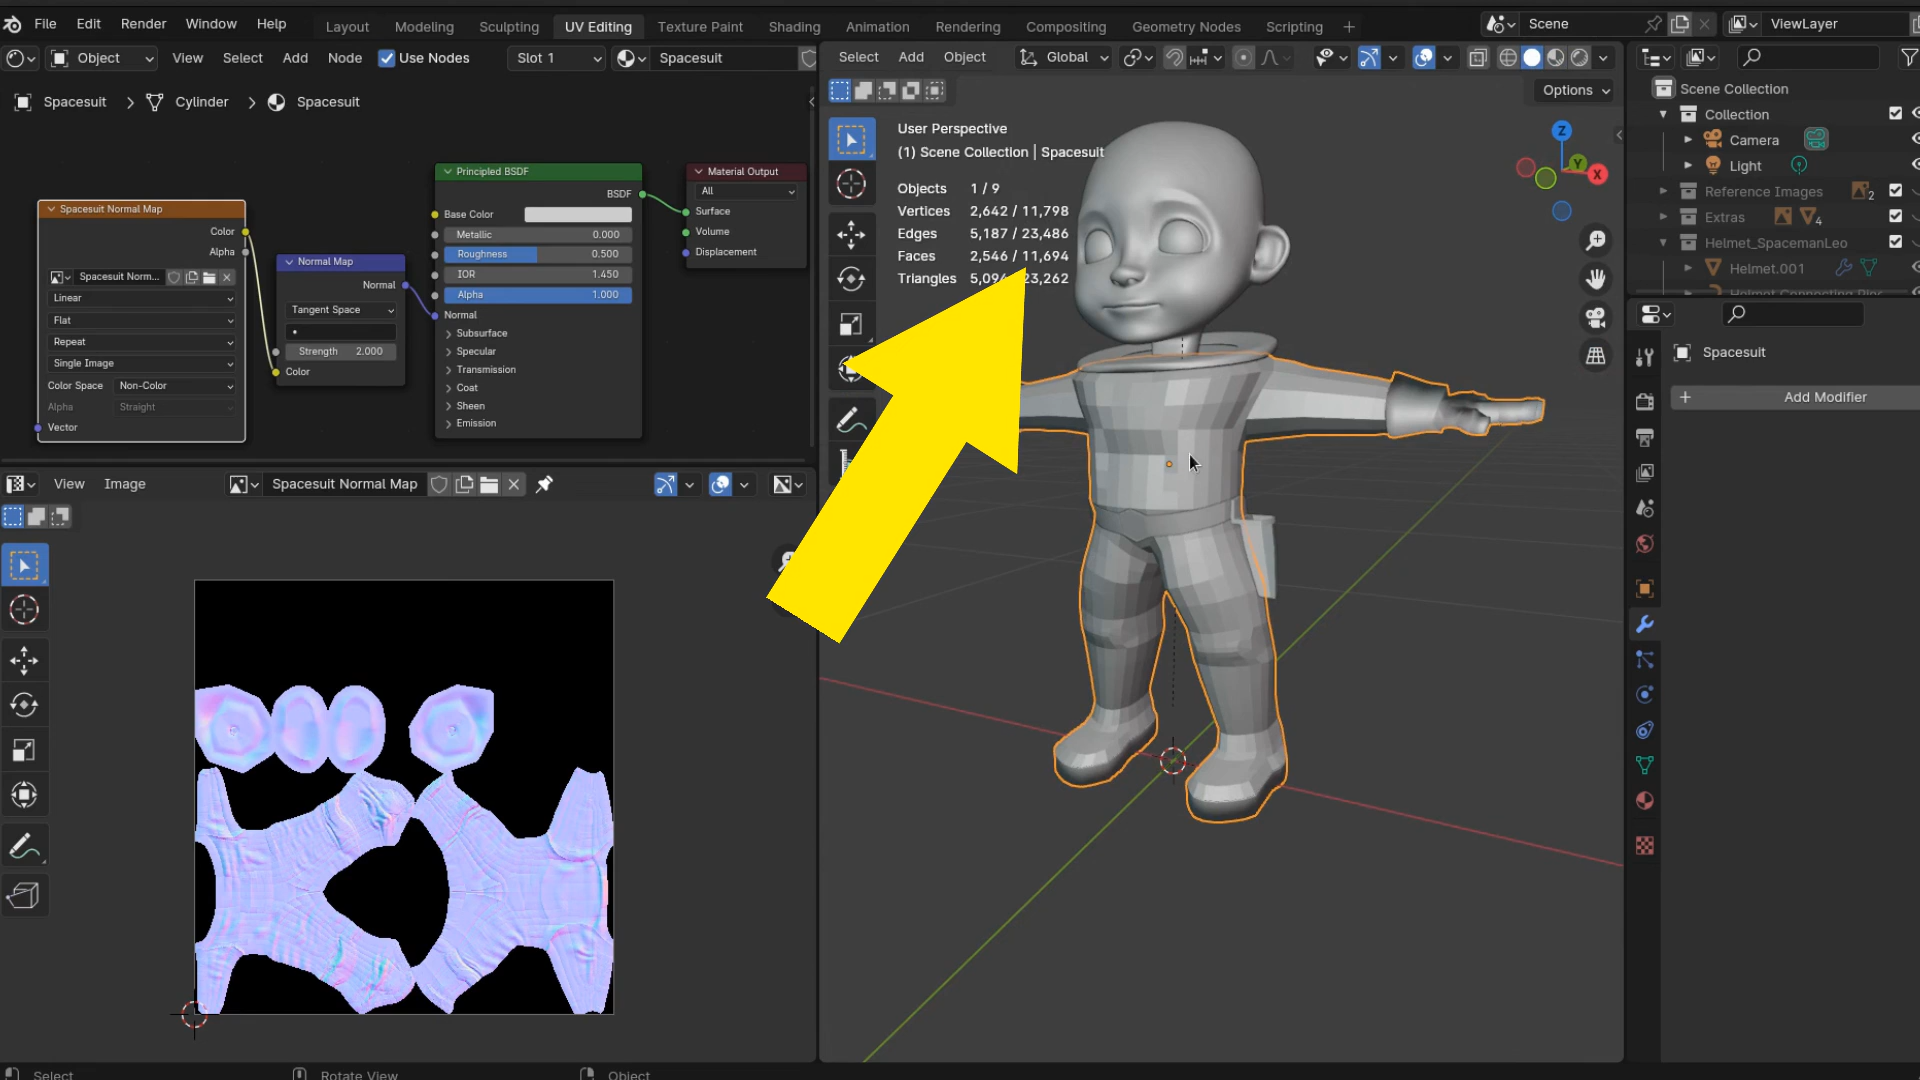 File Edit Render Window Help Layout Modeling Sculpting UV Editing Texture Paint Shading Animation Rendering Compositing Geometry Nodes Scripting + Scene ViewLayer
Object View Select Add Node Use Nodes Slot 1 Spacesuit
Select Add Object Global
Spacesuit > Cylinder > Spacesuit
Options
Spacesuit Normal Map
Color
Alpha
Spacesuit Norm...
Linear
Flat
Repeat
Single Image
Color Space Non-Color
Alpha Straight
Vector
Normal Map
Normal
Tangent Space
Strength 2.000
Color
Principled BSDF
BSDF
Base Color
Metallic 0.000
Roughness 0.500
IOR 1.450
Alpha 1.000
Normal
Subsurface
Specular
Transmission
Coat
Sheen
Emission
Material Output
All
Surface
Volume
Displacement
User Perspective
(1) Scene Collection | Spacesuit
Objects 1 / 9
Vertices 2,642 / 11,798
Edges 5,187 / 23,486
Faces 2,546 / 11,694
Triangles 23,262
Z
Y
X
Scene Collection
Collection
Camera
Light
Reference Images 2
Extras 4
Helmet_SpacemanLeo
Helmet.001
Spacesuit
+ Add Modifier
View Image Spacesuit Normal Map
Select Rotate View Object